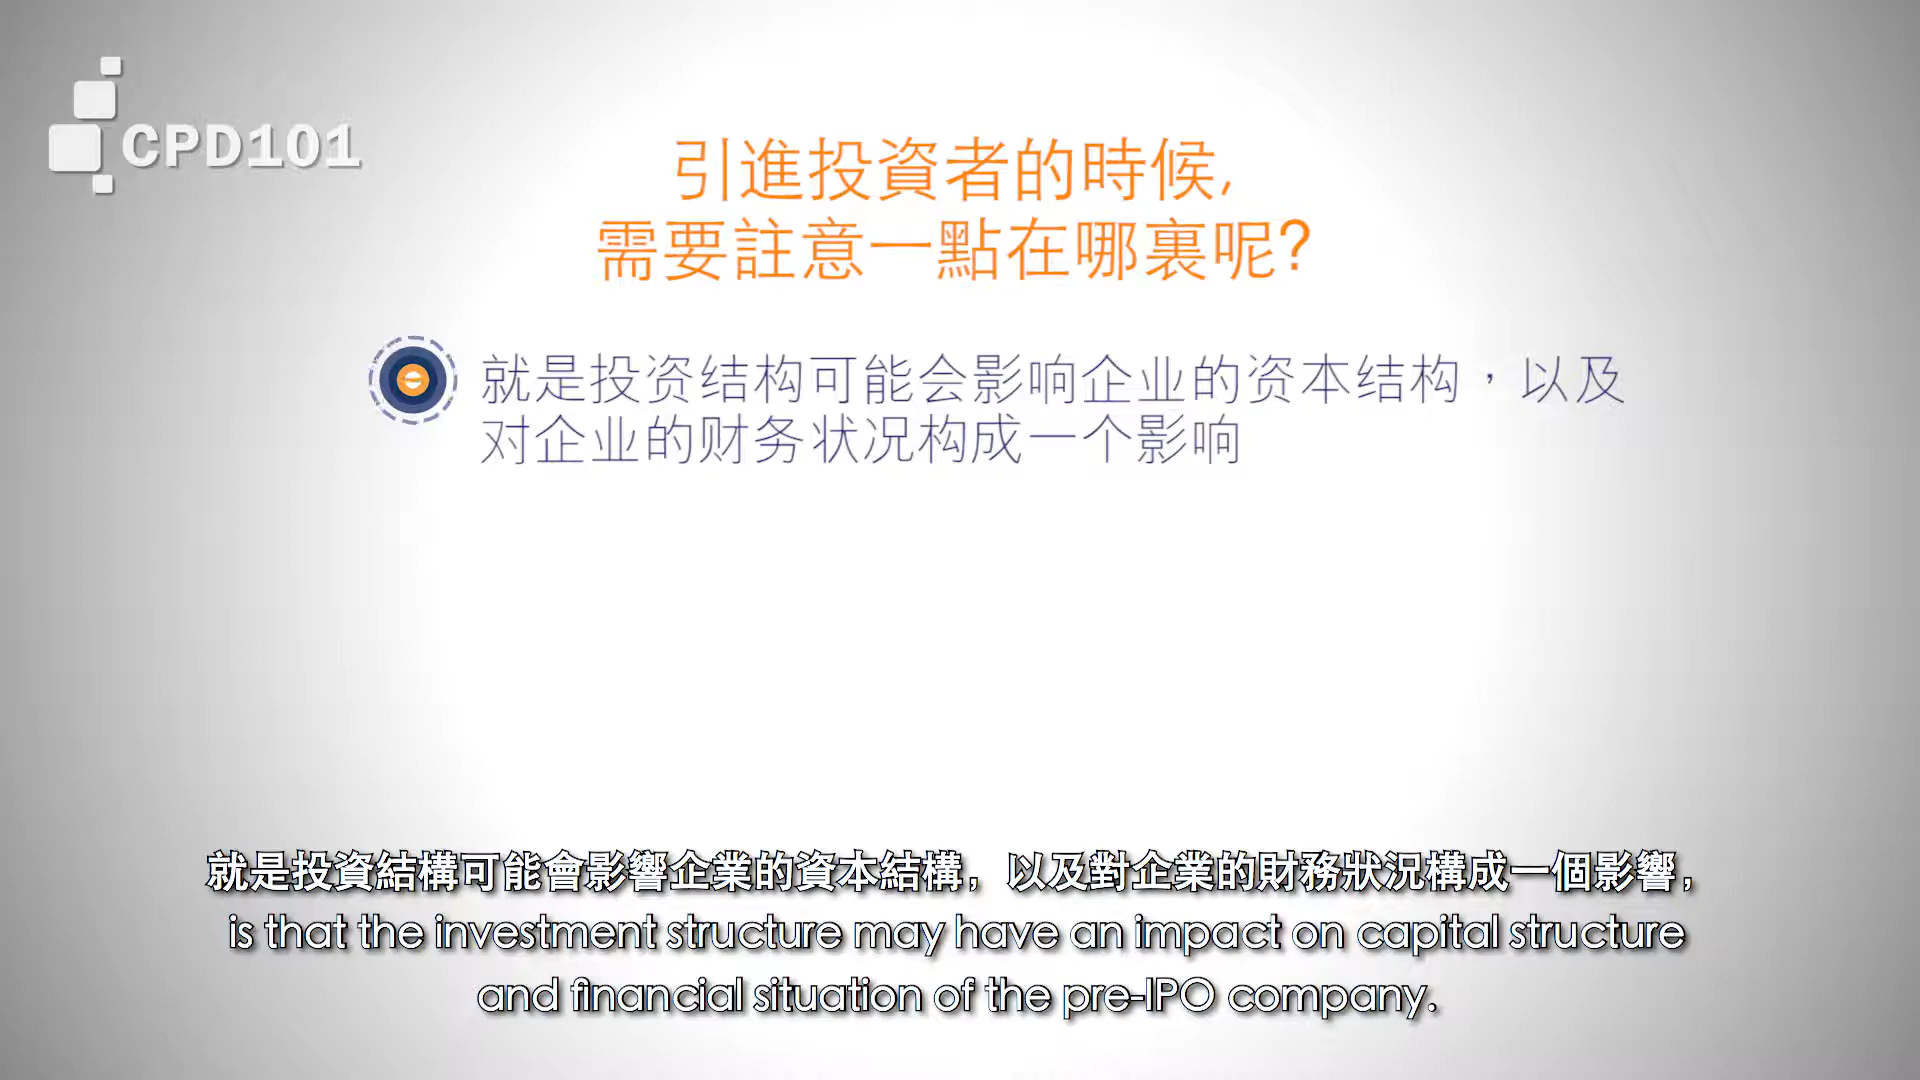 CPD101
引進投資者的時候,
需要註意一點在哪裏呢?
就是投资结构可能会影响企业的资本结构，以及
对企业的财务状况构成一个影响
就是投資結構可能會影響企業的資本結構，以及對企業的財務狀況構成一個影響，
is that the investment structure may have an impact on capital structure
and financial situation of the pre-IPO company.